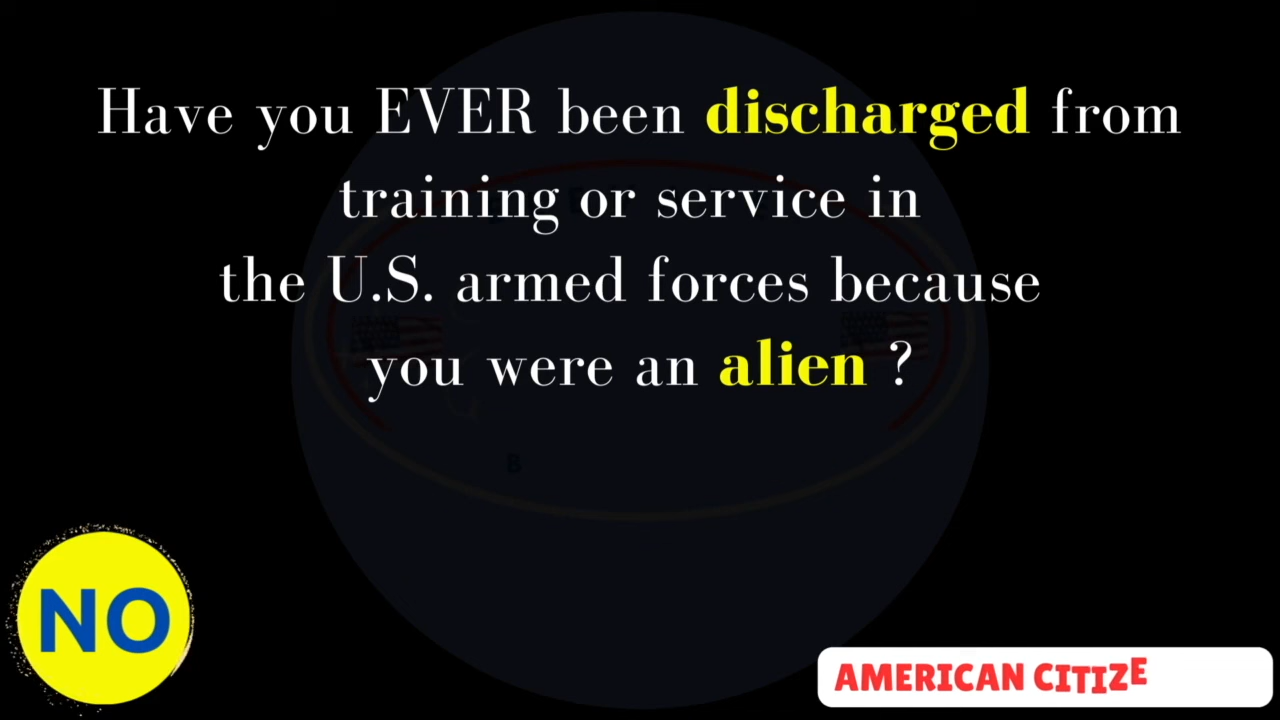 Have you EVER been discharged from
training or service in
the U.S. armed forces because
you were an alien ?
B
NO
AMERICAN CITIZE